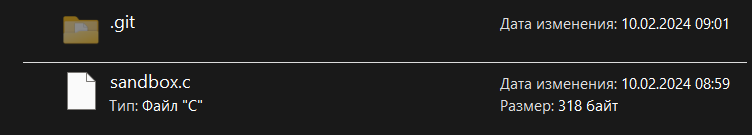 .git
Дата изменения: 10.02.2024 09:01
sandbox.c
Дата изменения: 10.02.2024 08:59
Тип: Файл "C"
Размер: 318 байт